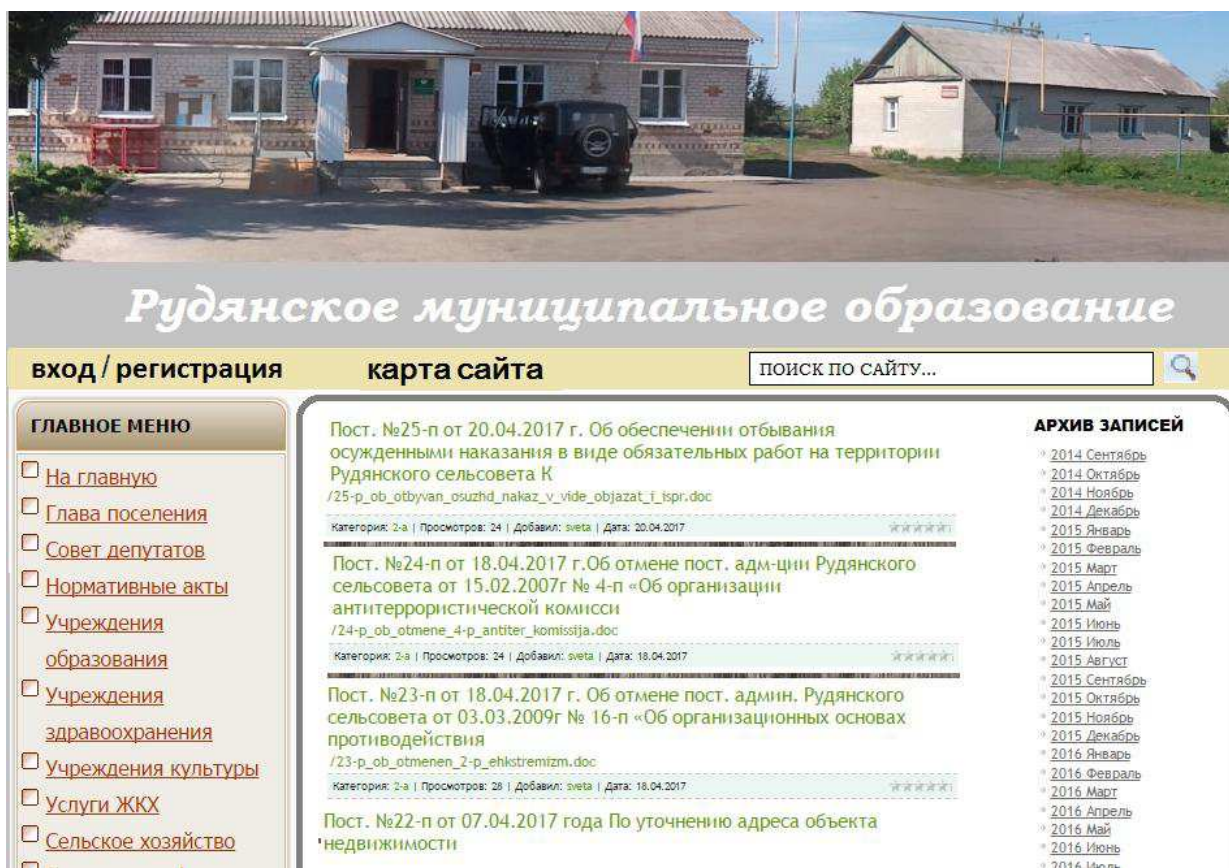 Рудянское муниципальное образование
вход / регистрация
карта сайта
ПОИСК ПО САЙТУ...
ГЛАВНОЕ МЕНЮ
На главную
Глава поселения
Совет депутатов
Нормативные акты
Учреждения
образования
Учреждения
здравоохранения
Учреждения культуры
Услуги ЖКХ
Сельское хозяйство
Пост. №25-п от 20.04.2017 г. Об обеспечении отбывания
осужденными наказания в виде обязательных работ на территории
Рудянского сельсовета К
/25-p_ob_otbyvan_osuzhd_nakaz_v_vide_objazat_i_ispr.doc
Категория: 2-а | Просмотров: 24 | Добавил: sveta | Дата: 20.04.2017
Пост. №24-п от 18.04.2017 г.Об отмене пост. адм-ции Рудянского
сельсовета от 15.02.2007г № 4-п «Об организации
антитеррористической комисси
/24-p_ob_otmene_4-p_antiter_komissija.doc
Категория: 2-а | Просмотров: 24 | Добавил: sveta | Дата: 18.04.2017
Пост. №23-п от 18.04.2017 г. Об отмене пост. админ. Рудянского
сельсовета от 03.03.2009г № 16-п «Об организационных основах
противодействия
/23-p_ob_otmenen_2-p_ehkstremizm.doc
Категория: 2-а | Просмотров: 28 | Добавил: sveta | Дата: 18.04.2017
Пост. №22-п от 07.04.2017 года По уточнению адреса объекта
недвижимости
АРХИВ ЗАПИСЕЙ
2014 Сентябрь
2014 Октябрь
2014 Ноябрь
2014 Декабрь
2015 Январь
2015 Февраль
2015 Март
2015 Апрель
2015 Май
2015 Июнь
2015 Июль
2015 Август
2015 Сентябрь
2015 Октябрь
2015 Ноябрь
2015 Декабрь
2016 Январь
2016 Февраль
2016 Март
2016 Апрель
2016 Май
2016 Июнь
2016 Июль